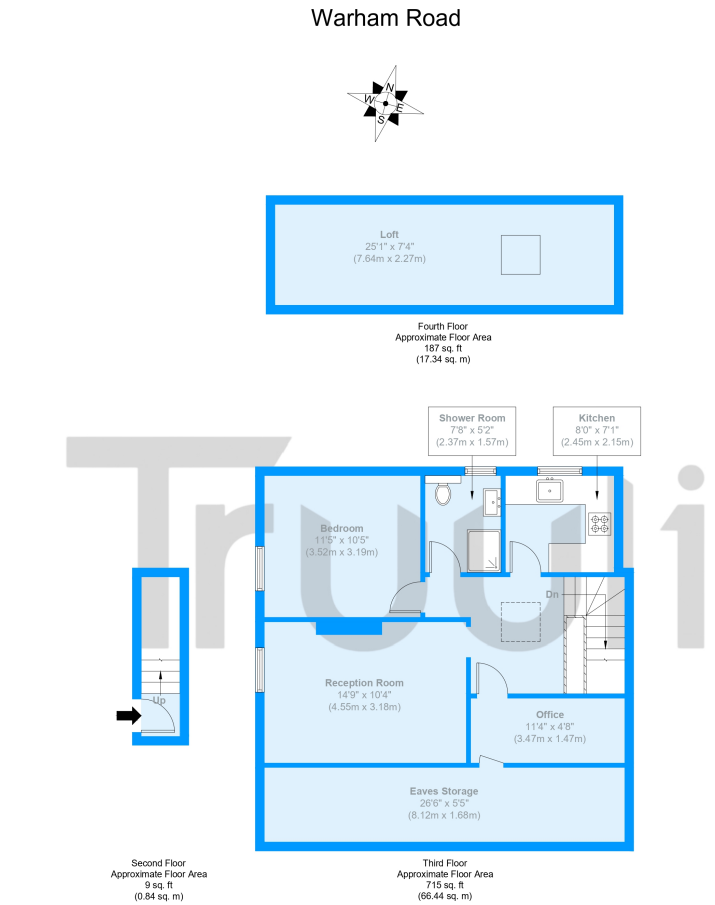 Warham Road
N
W
E
S
Loft
25'1" x 7'4"
(7.64m x 2.27m)
Fourth Floor
Approximate Floor Area
187 sq. ft
(17.34 sq. m)
Truuli
Shower Room
7'8" x 5'2"
(2.37m x 1.57m)
Kitchen
8'0" x 7'1"
(2.45m x 2.15m)
Bedroom
11'5" x 10'5"
(3.52m x 3.19m)
Dn
Up
Reception Room
14'9" x 10'4"
(4.55m x 3.18m)
Office
11'4" x 4'8"
(3.47m x 1.47m)
Eaves Storage
26'6" x 5'5"
(8.12m x 1.68m)
Second Floor
Approximate Floor Area
9 sq. ft
(0.84 sq. m)
Third Floor
Approximate Floor Area
715 sq. ft
(66.44 sq. m)